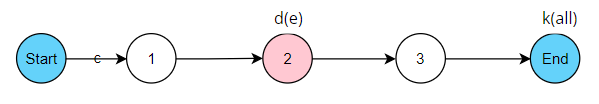 d(e)
k(all)
Start
c
1
2
3
End